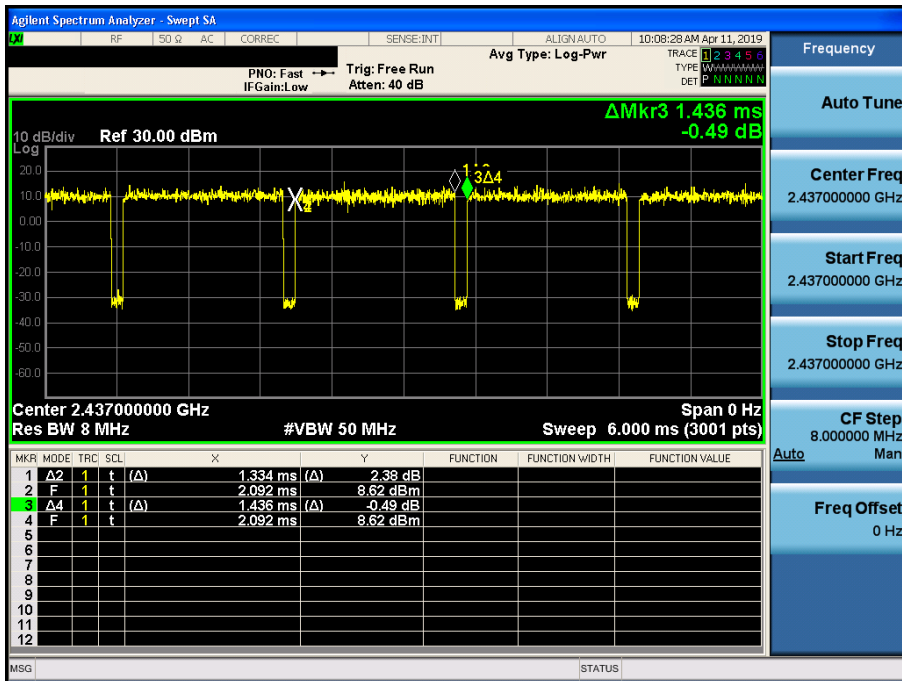 Agilent Spectrum Analyzer - Swept SA
LXI RF 50 Ω AC CORREC SENSE:INT ALIGNAUTO 10:08:28 AM Apr 11, 2019
Avg Type: Log-Pwr TRACE 1 2 3 4 5 6
PNO: Fast Trig: Free Run TYPE
IFGain:Low Atten: 40 dB DET P N N N N N
ΔMkr3 1.436 ms
-0.49 dB
10 dB/div Ref 30.00 dBm
Log
20.0
10.0
0.00
-10.0
-20.0
-30.0
-40.0
-50.0
-60.0
3Δ4
Center 2.437000000 GHz Span 0 Hz
Res BW 8 MHz #VBW 50 MHz Sweep 6.000 ms (3001 pts)
MKR MODE TRC SCL X Y FUNCTION FUNCTION WIDTH FUNCTION VALUE
1 Δ2 1 t (Δ) 1.334 ms (Δ) 2.38 dB
2 F 1 t 2.092 ms 8.62 dBm
3 Δ4 1 t (Δ) 1.436 ms (Δ) -0.49 dB
4 F 1 t 2.092 ms 8.62 dBm
5
6
7
8
9
10
11
12
MSG STATUS
Frequency
Auto Tune
Center Freq
2.437000000 GHz
Start Freq
2.437000000 GHz
Stop Freq
2.437000000 GHz
CF Step
8.000000 MHz
Auto Man
Freq Offset
0 Hz